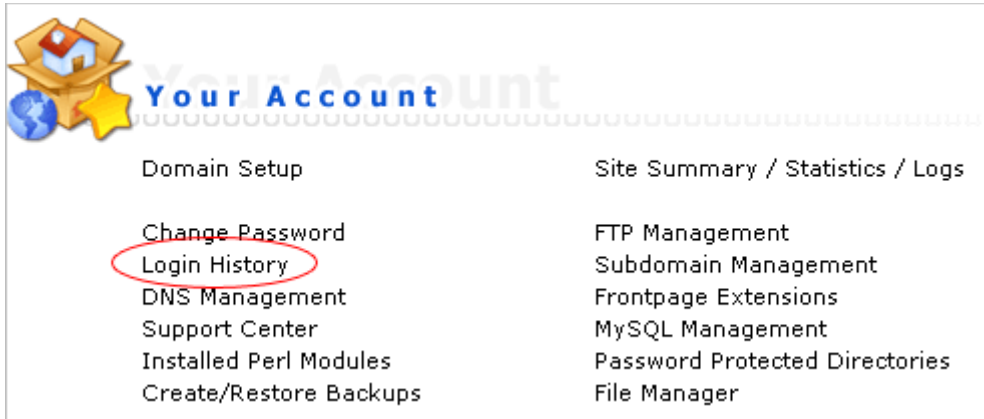 Your Account
Domain Setup
Site Summary / Statistics / Logs
Change Password
FTP Management
Login History
Subdomain Management
DNS Management
Frontpage Extensions
Support Center
MySQL Management
Installed Perl Modules
Password Protected Directories
Create/Restore Backups
File Manager